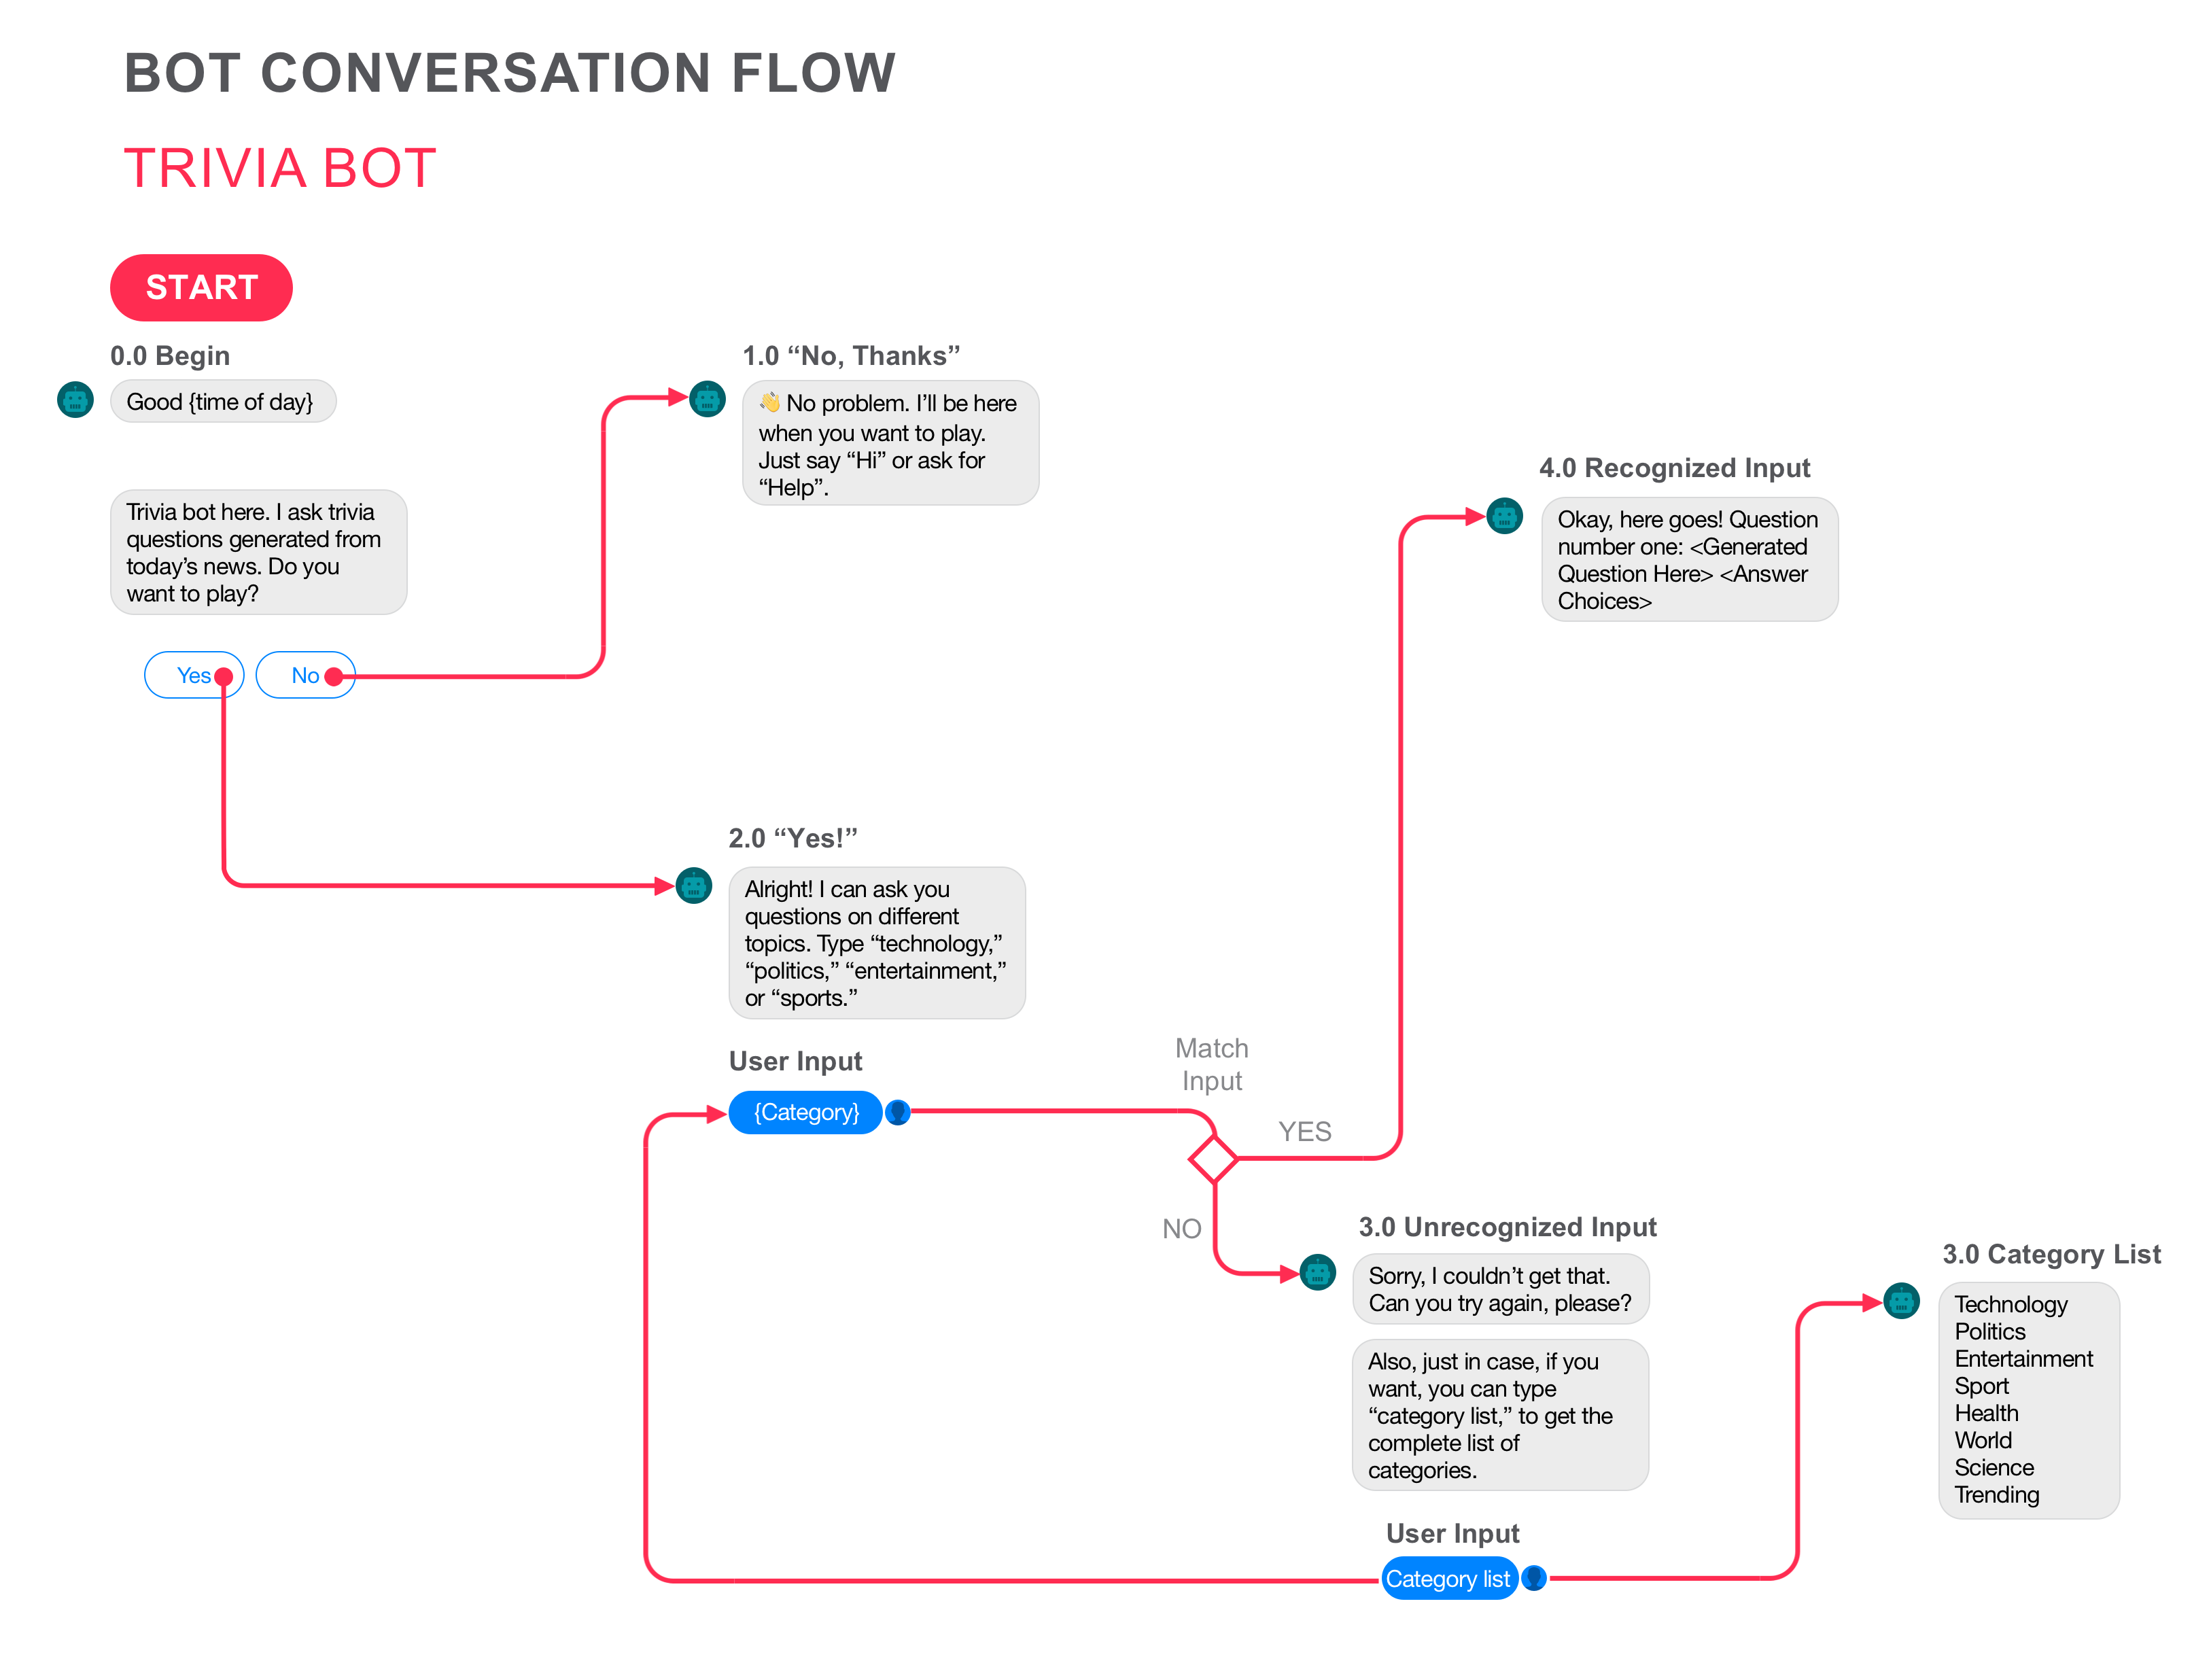 BOT CONVERSATION FLOW
TRIVIA BOT
START
0.0 Begin
Good {time of day}
Trivia bot here. I ask trivia
questions generated from
today’s news. Do you
want to play?
Yes
No
1.0 “No, Thanks”
👋 No problem. I’ll be here
when you want to play.
Just say “Hi” or ask for
“Help”.
2.0 “Yes!”
Alright! I can ask you
questions on different
topics. Type “technology,”
“politics,” “entertainment,”
or “sports.”
User Input
{Category}
Match
Input
YES
NO
4.0 Recognized Input
Okay, here goes! Question
number one: <Generated
Question Here> <Answer
Choices>
3.0 Unrecognized Input
Sorry, I couldn’t get that.
Can you try again, please?
Also, just in case, if you
want, you can type
“category list,” to get the
complete list of
categories.
User Input
Category list
3.0 Category List
Technology
Politics
Entertainment
Sport
Health
World
Science
Trending